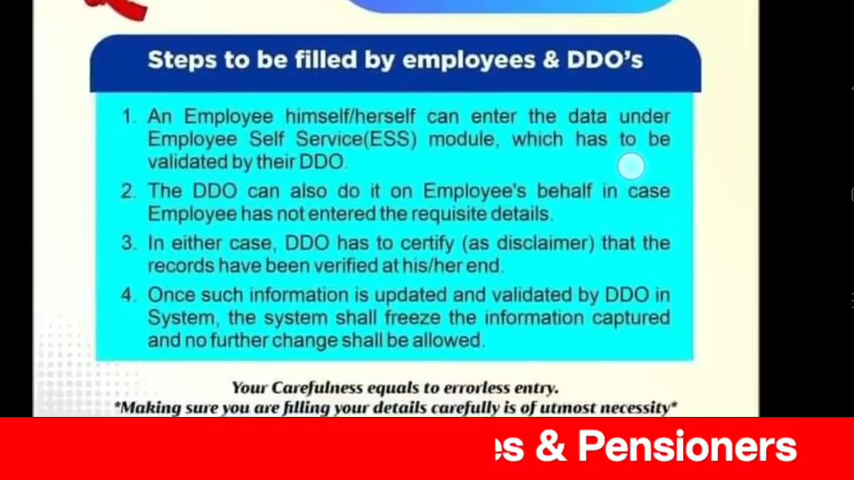 Steps to be filled by employees & DDO's
1. An Employee himself/herself can enter the data under
Employee Self Service(ESS) module, which has to be
validated by their DDO.
2. The DDO can also do it on Employee's behalf in case
Employee has not entered the requisite details.
3. In either case, DDO has to certify (as disclaimer) that the
records have been verified at his/her end.
4. Once such information is updated and validated by DDO in
System, the system shall freeze the information captured
and no further change shall be allowed.
Your Carefulness equals to errorless entry.
*Making sure you are filling your details carefully is of utmost necessity*
es & Pensioners